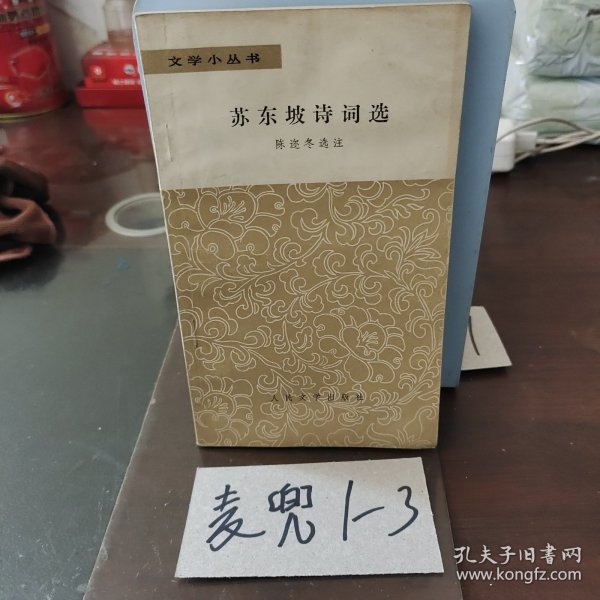 文学小丛书
苏东坡诗词选
陈迩冬选注
人民文学出版社
麦兜 1-3
孔夫子旧書网
www.kongfz.com